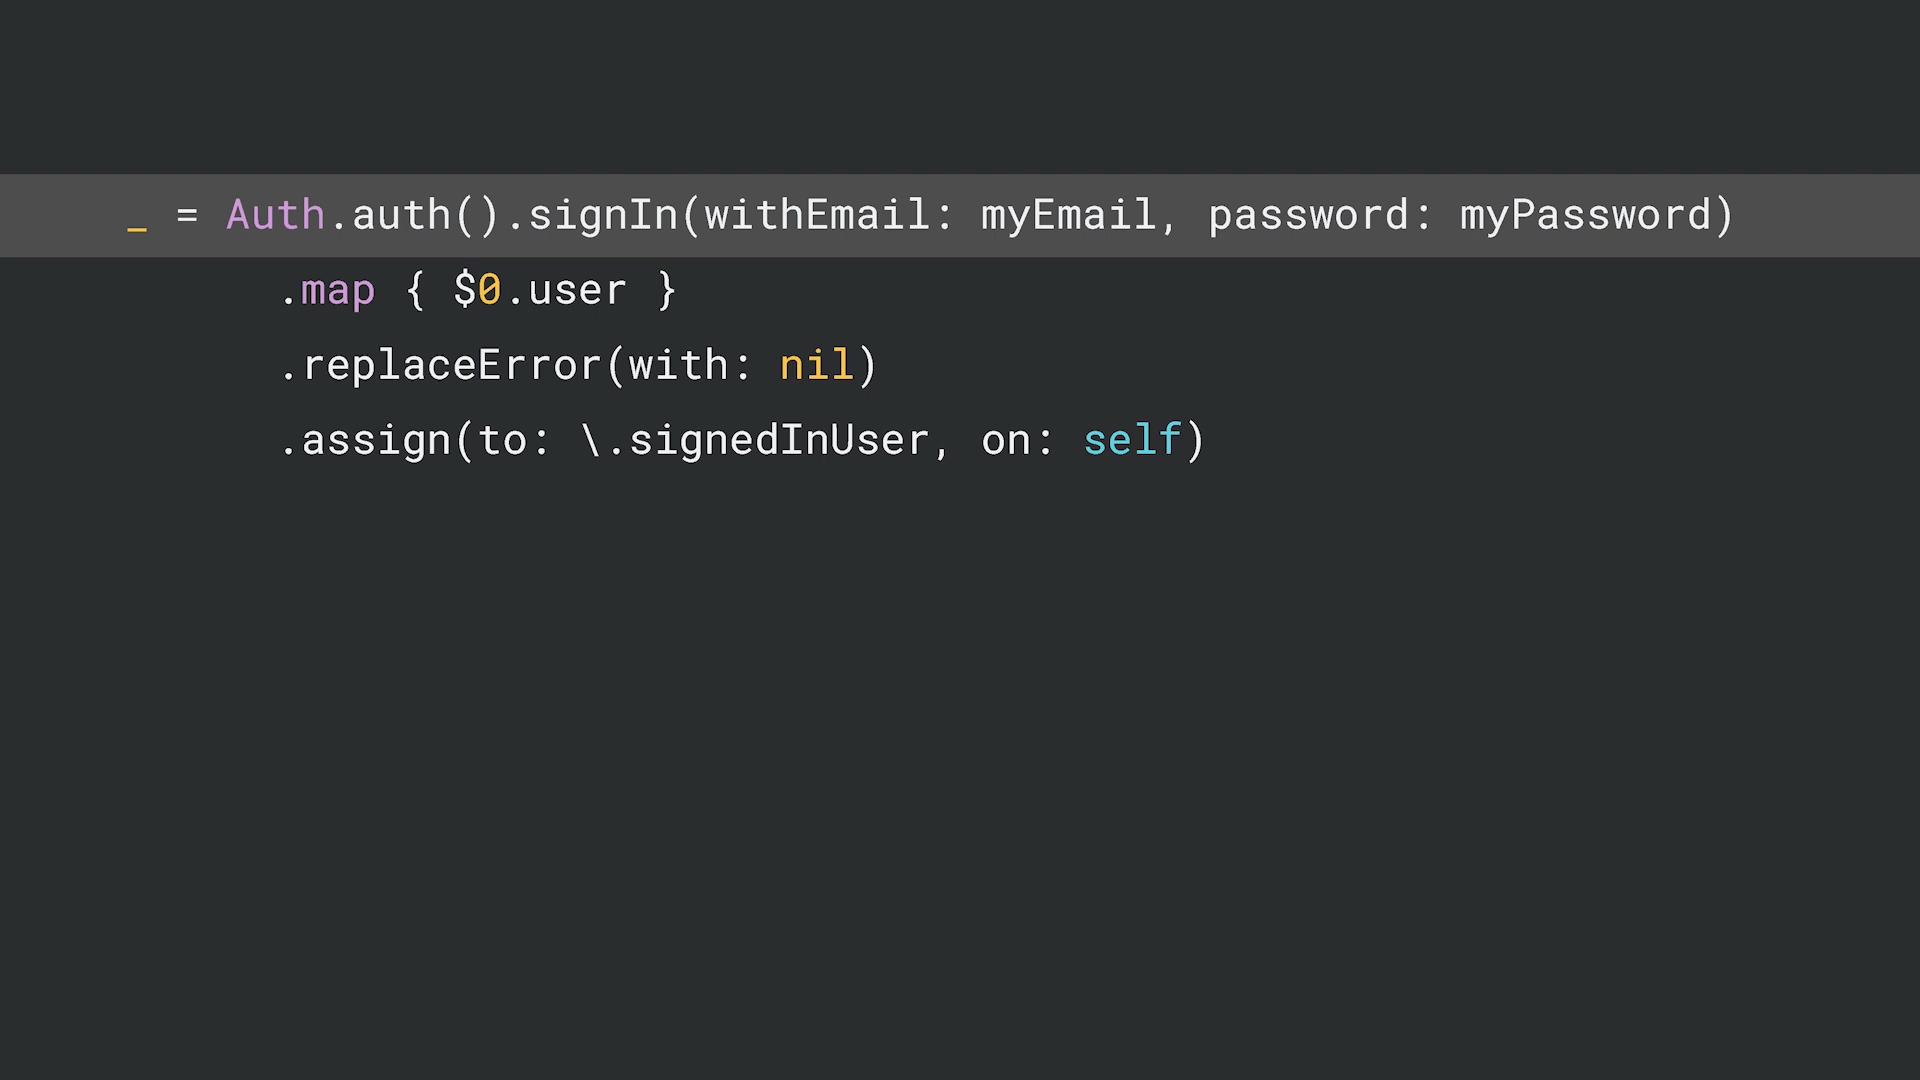 _ = Auth.auth().signIn(withEmail: myEmail, password: myPassword)
.map { $0.user }
.replaceError(with: nil)
.assign(to: \.signedInUser, on: self)